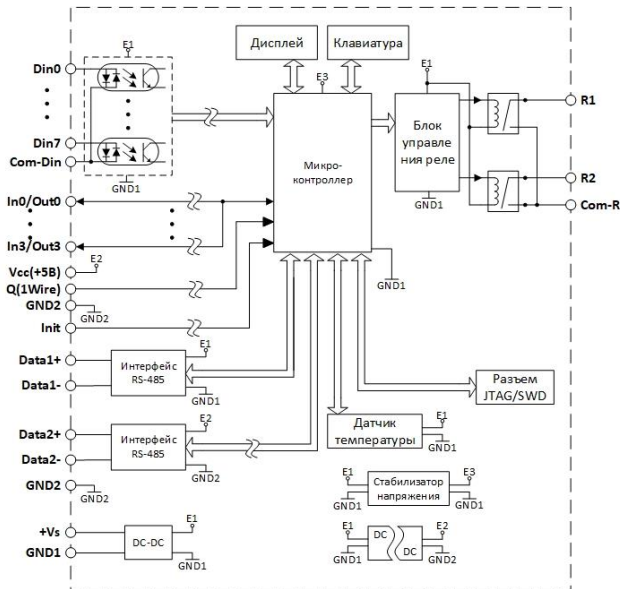 Дисплей
Клавиатура
E1
E3
E1
Din0
R1
Din7
Com-Din
Микро-
контроллер
Блок
управле
ния реле
R2
Com-R
GND1
GND1
In0/Out0
In3/Out3
GND1
Vcc(+5В)
E2
Q(1Wire)
GND2
GND2
Init
Data1+
Интерфейс
RS-485
E1
Data1-
GND1
Разъем
JTAG/SWD
Data2+
Интерфейс
RS-485
E2
Data2-
GND2
Датчик
температуры
E1
GND1
GND2
GND2
E1
Стабилизатор
напряжения
E3
GND1
GND1
+Vs
DC-DC
E1
GND1
GND1
E1
DC
DC
E2
GND1
GND2